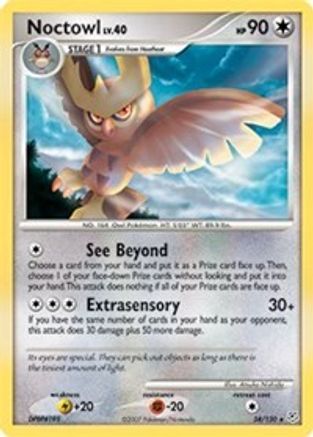 Noctowl LV.40 HP 90
STAGE 1 Evolves from Hoothoot
NO. 164 Owl Pokémon HT: 5'03" WT: 89.9 lbs.
See Beyond
Choose a card from your hand and put it as a Prize card face up. Then,
choose 1 of your face-down Prize cards without looking and put it into
your hand. This attack does nothing if all of your Prize cards are face up.
Extrasensory 30+
If you have the same number of cards in your hand as your opponent,
this attack does 30 damage plus 50 more damage.
Its eyes are special. They can pick out objects as long as there is
the tiniest amount of light.
Illus. Atsuko Nishida
weakness resistance retreat cost
+20 -20
©2007 Pokémon/Nintendo 34/130